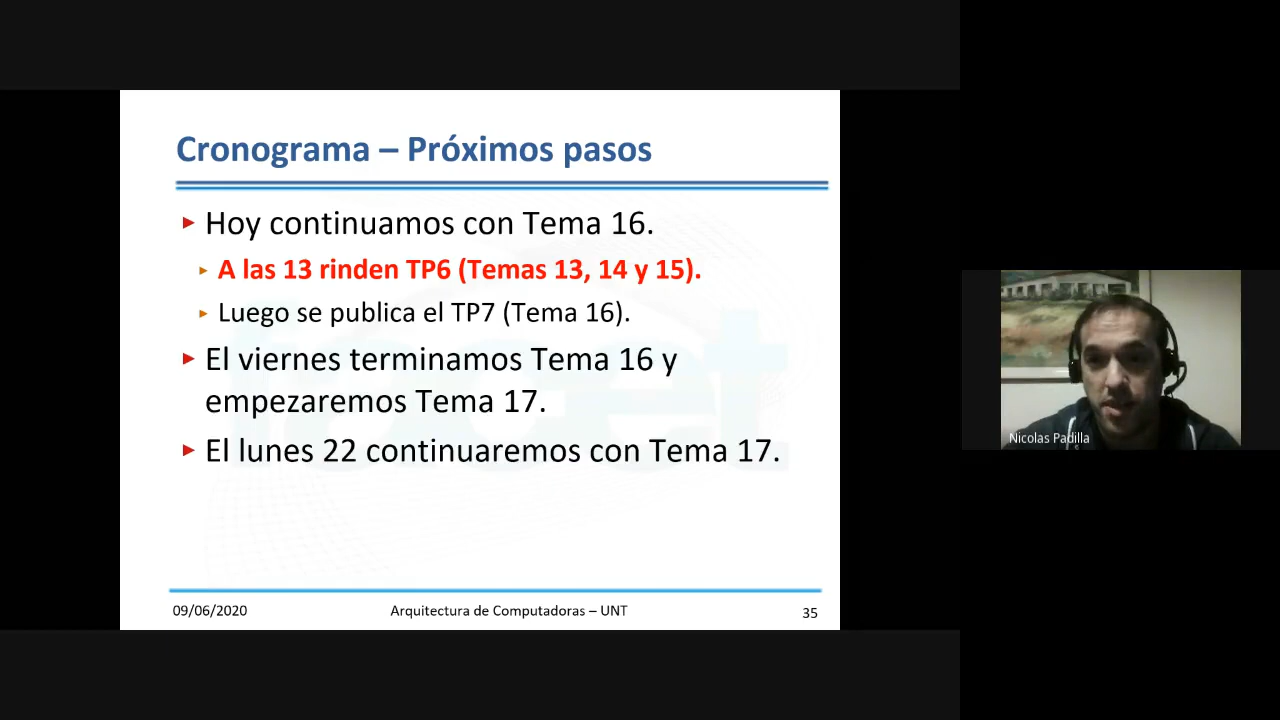 Cronograma – Próximos pasos
Hoy continuamos con Tema 16.
A las 13 rinden TP6 (Temas 13, 14 y 15).
Luego se publica el TP7 (Tema 16).
El viernes terminamos Tema 16 y
empezaremos Tema 17.
El lunes 22 continuaremos con Tema 17.
09/06/2020
Arquitectura de Computadoras – UNT
35
Nicolas Padilla